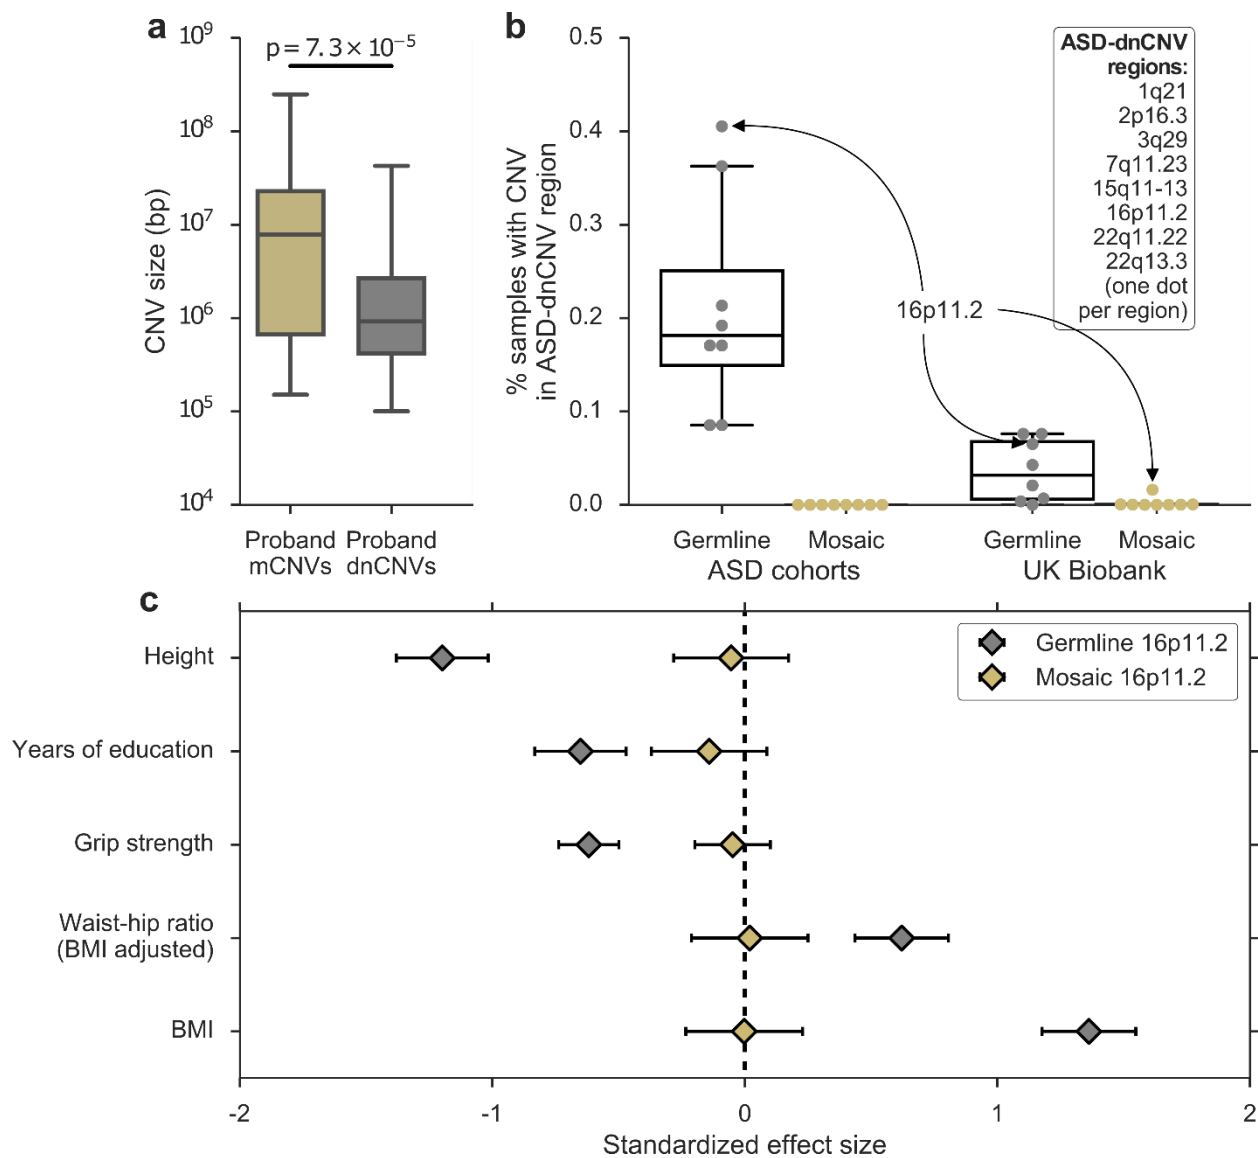 a
10⁹
10⁸
10⁷
10⁶
10⁵
10⁴
CNV size (bp)
p = 7.3 × 10⁻⁵
Proband
mCNVs
Proband
dnCNVs
b
0.5
0.4
0.3
0.2
0.1
0.0
% samples with CNV
in ASD-dnCNV region
ASD-dnCNV
regions:
1q21
2p16.3
3q29
7q11.23
15q11-13
16p11.2
22q11.22
22q13.3
(one dot
per region)
16p11.2
Germline
Mosaic
Germline
Mosaic
ASD cohorts
UK Biobank
c
Germline 16p11.2
Mosaic 16p11.2
Height
Years of education
Grip strength
Waist-hip ratio
(BMI adjusted)
BMI
-2
-1
0
1
2
Standardized effect size